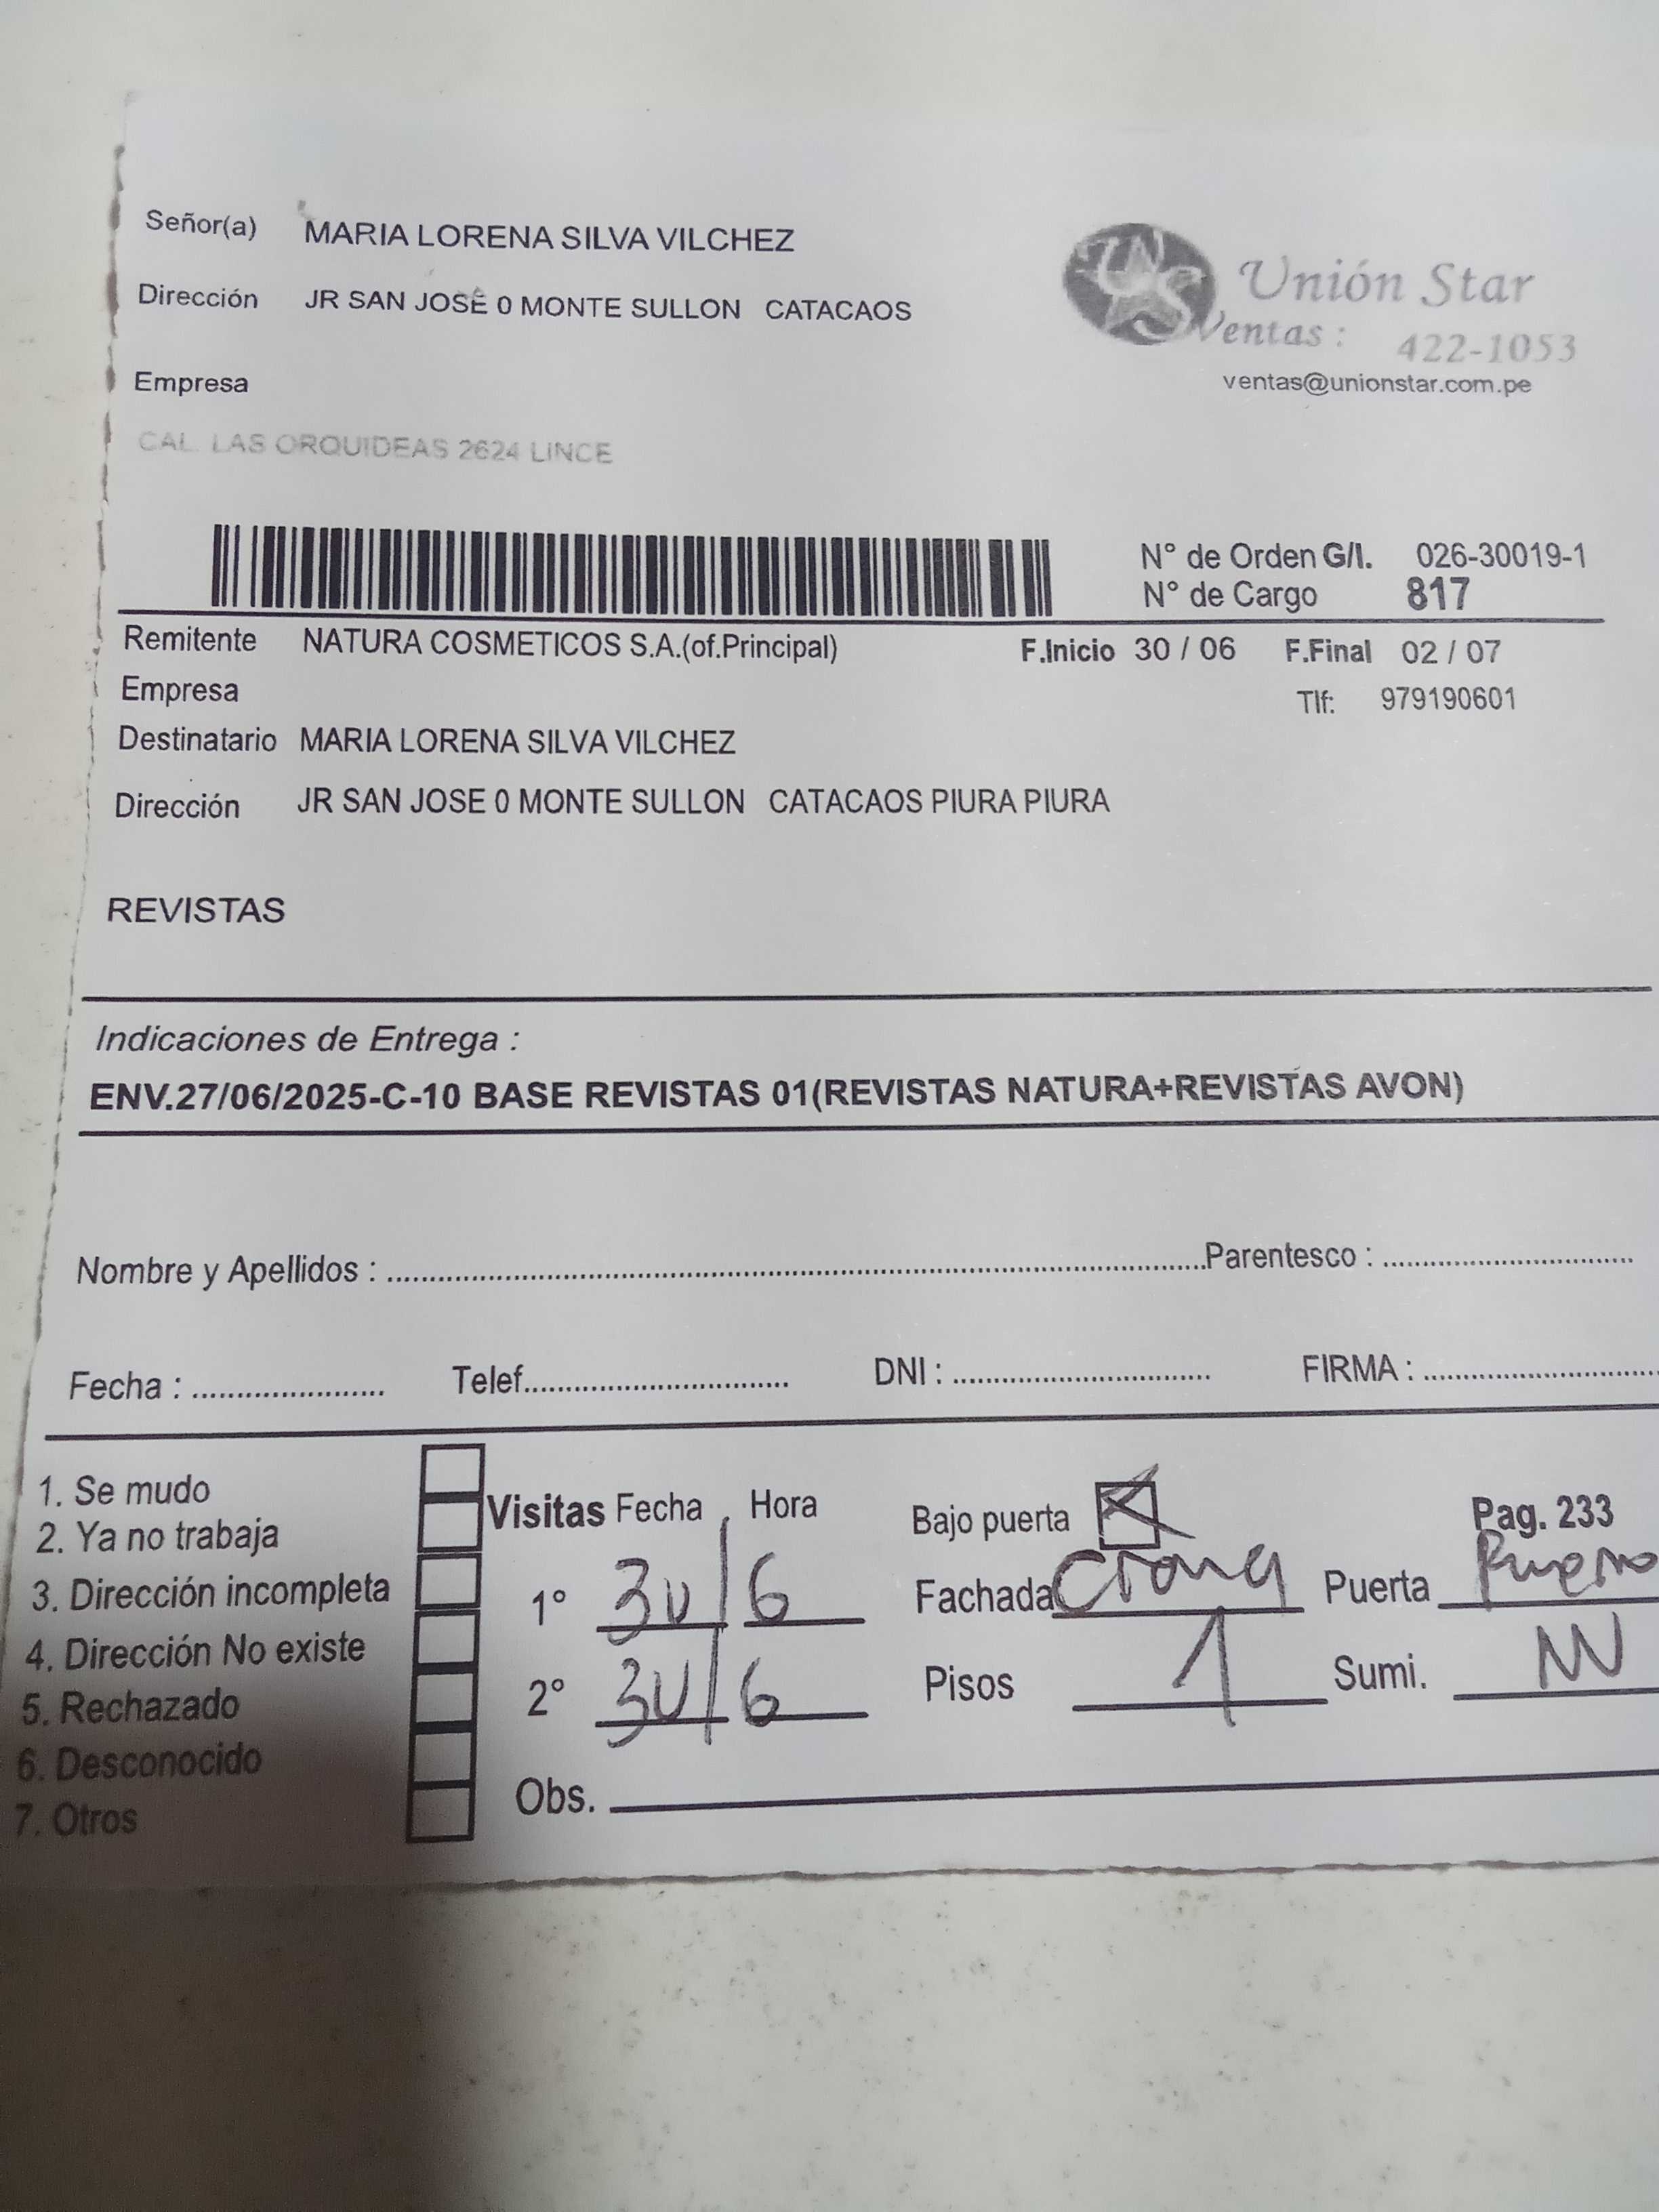 Señor(a) MARIA LORENA SILVA VILCHEZ
Dirección JR SAN JOSE 0 MONTE SULLON CATACAOS
Unión Star
Ventas : 422-1053
ventas@unionstar.com.pe
Empresa
CAL. LAS ORQUIDEAS 2624 LINCE
N° de Orden G/I. 026-30019-1
N° de Cargo 817
Remitente NATURA COSMETICOS S.A.(of.Principal) F.Inicio 30 / 06 F.Final 02 / 07
Empresa Tlf: 979190601
Destinatario MARIA LORENA SILVA VILCHEZ
Dirección JR SAN JOSE 0 MONTE SULLON CATACAOS PIURA PIURA
REVISTAS
Indicaciones de Entrega :
ENV.27/06/2025-C-10 BASE REVISTAS 01(REVISTAS NATURA+REVISTAS AVON)
Nombre y Apellidos : Parentesco :
Fecha : Telef. DNI : FIRMA :
1. Se mudo
2. Ya no trabaja
3. Dirección incompleta
4. Dirección No existe
5. Rechazado
6. Desconocido
7. Otros
Visitas Fecha Hora
1° 30/6
2° 30/6
Obs.
Bajo puerta Pag. 233
Fachada Puerta
Pisos 1 Sumi.